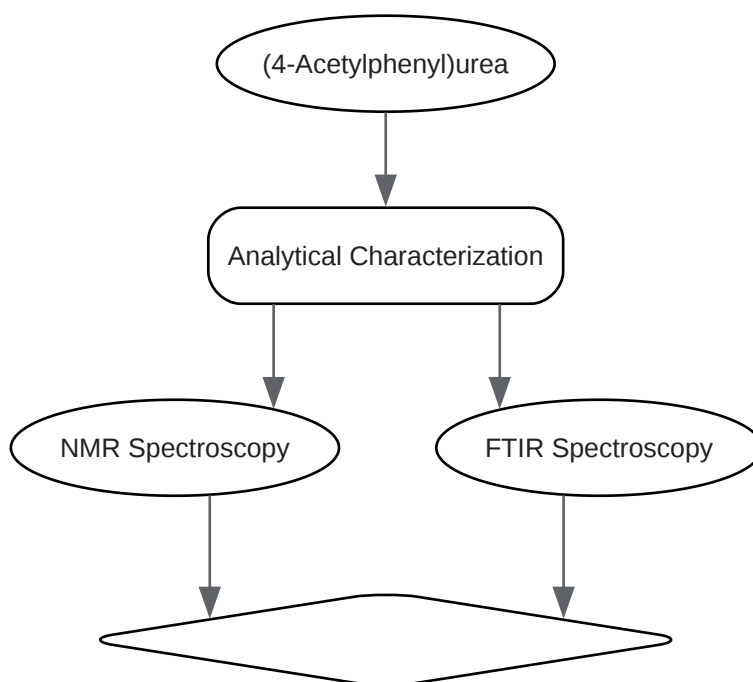 (4-Acetylphenyl)urea
Analytical Characterization
NMR Spectroscopy
FTIR Spectroscopy